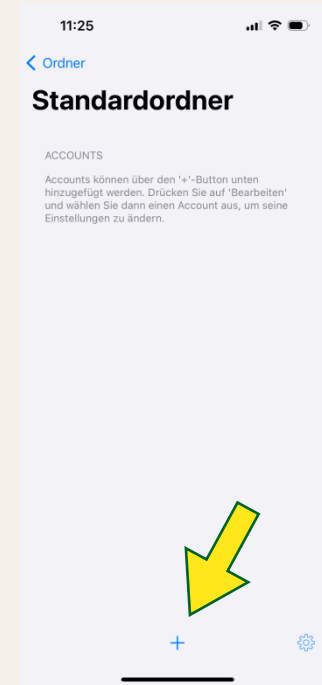 11:25
Ordner
Standardordner
ACCOUNTS
Accounts können über den '+'-Button unten
hinzugefügt werden. Drücken Sie auf 'Bearbeiten'
und wählen Sie dann einen Account aus, um seine
Einstellungen zu ändern.